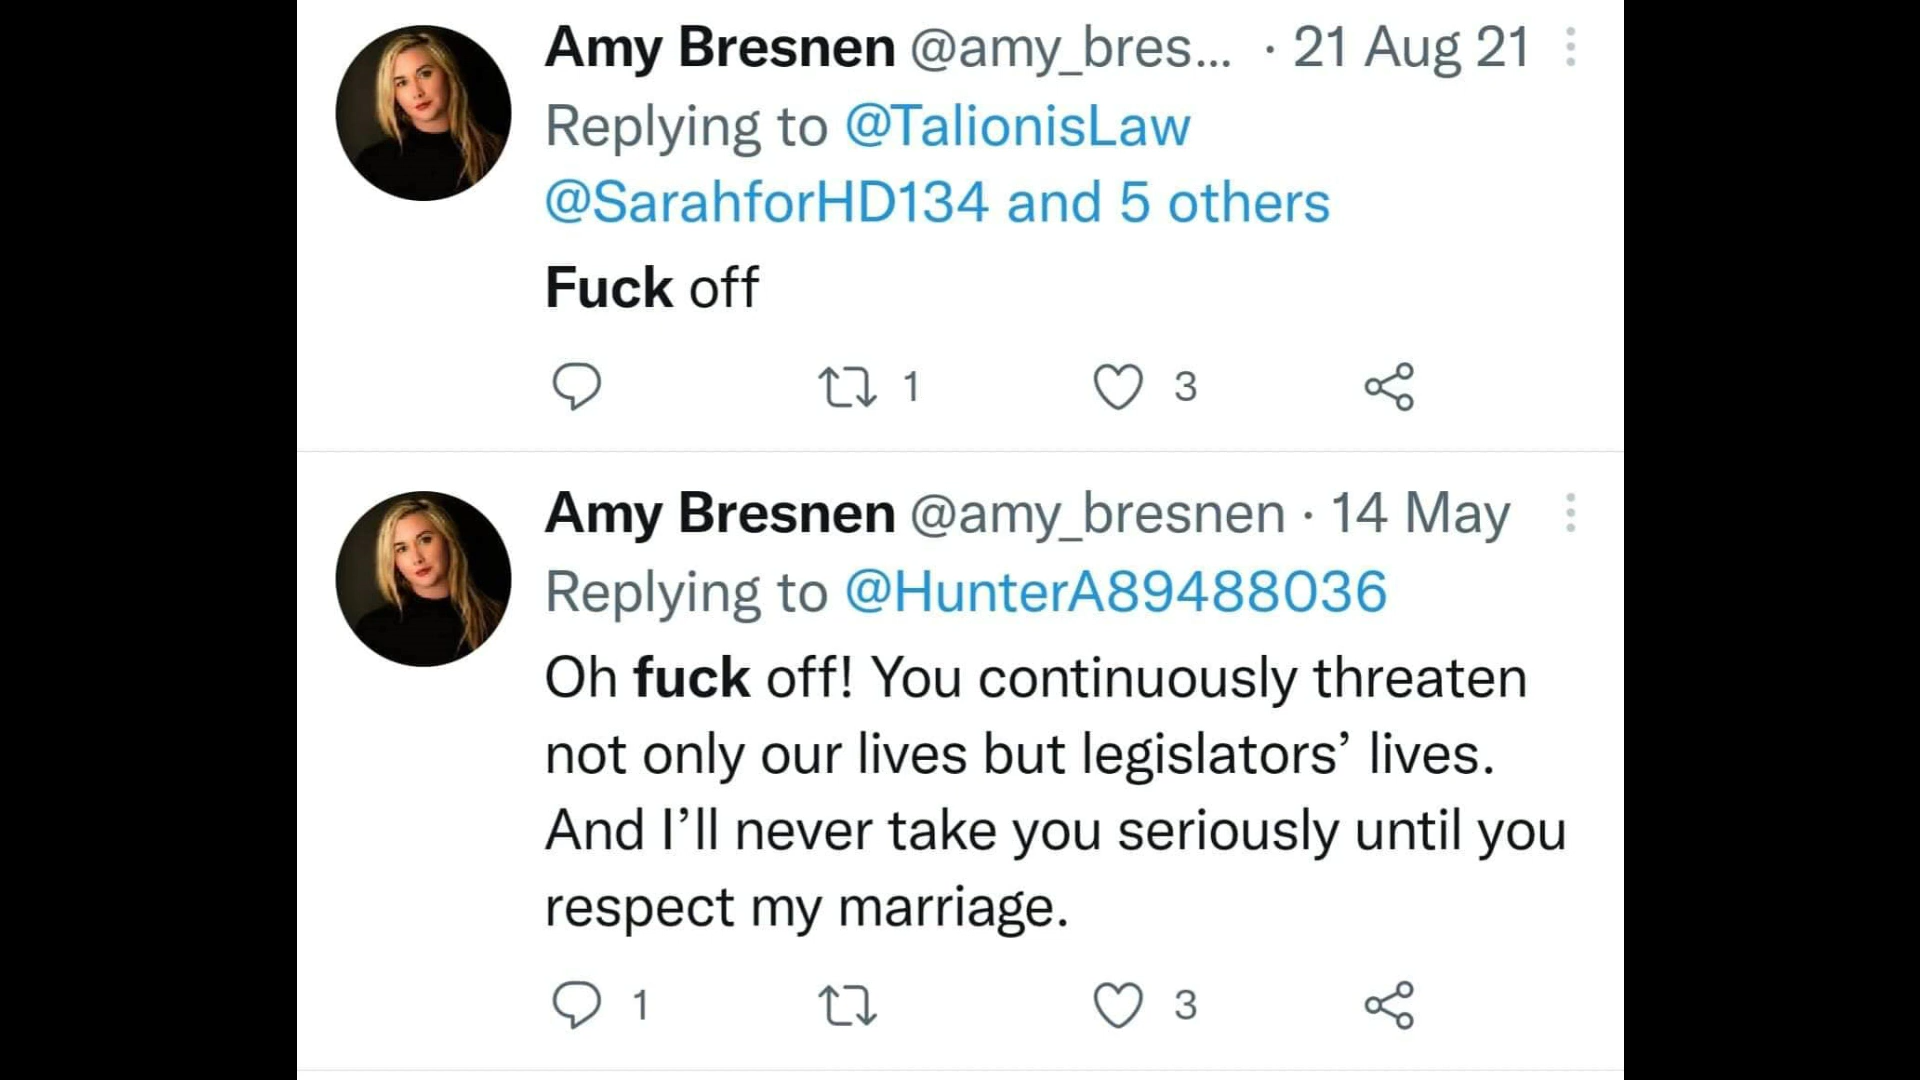 Amy Bresnen @amy_bres... · 21 Aug 21
Replying to @TalionisLaw
@SarahforHD134 and 5 others
Fuck off
1 3
Amy Bresnen @amy_bresnen · 14 May
Replying to @HunterA89488036
Oh fuck off! You continuously threaten
not only our lives but legislators’ lives.
And I’ll never take you seriously until you
respect my marriage.
1 3